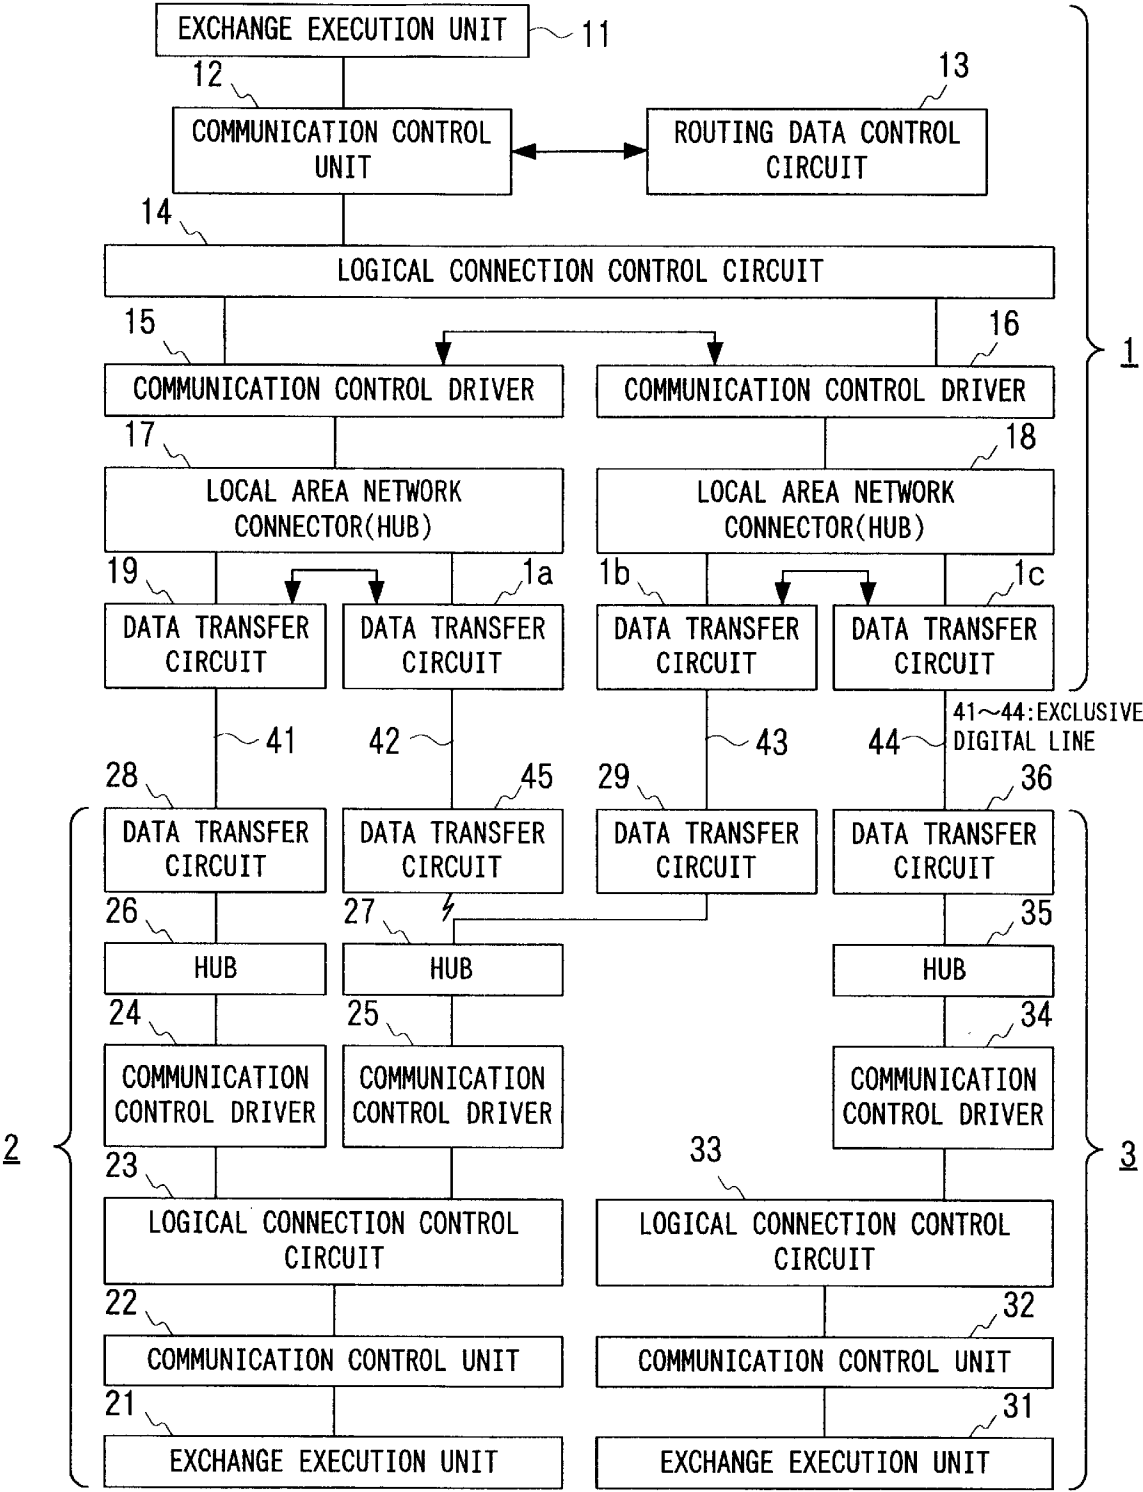 EXCHANGE EXECUTION UNIT
11
12
13
COMMUNICATION CONTROL
UNIT
ROUTING DATA CONTROL
CIRCUIT
14
LOGICAL CONNECTION CONTROL CIRCUIT
15
16
1
COMMUNICATION CONTROL DRIVER
COMMUNICATION CONTROL DRIVER
17
18
LOCAL AREA NETWORK
CONNECTOR(HUB)
LOCAL AREA NETWORK
CONNECTOR(HUB)
19
1a
1b
1c
DATA TRANSFER
CIRCUIT
DATA TRANSFER
CIRCUIT
DATA TRANSFER
CIRCUIT
DATA TRANSFER
CIRCUIT
41
42
43
44
41～44:EXCLUSIVE
DIGITAL LINE
28
45
29
36
DATA TRANSFER
CIRCUIT
DATA TRANSFER
CIRCUIT
DATA TRANSFER
CIRCUIT
DATA TRANSFER
CIRCUIT
26
27
35
HUB
HUB
HUB
24
25
34
COMMUNICATION
CONTROL DRIVER
COMMUNICATION
CONTROL DRIVER
COMMUNICATION
CONTROL DRIVER
2
3
23
33
LOGICAL CONNECTION CONTROL
CIRCUIT
LOGICAL CONNECTION CONTROL
CIRCUIT
22
32
COMMUNICATION CONTROL UNIT
COMMUNICATION CONTROL UNIT
21
31
EXCHANGE EXECUTION UNIT
EXCHANGE EXECUTION UNIT